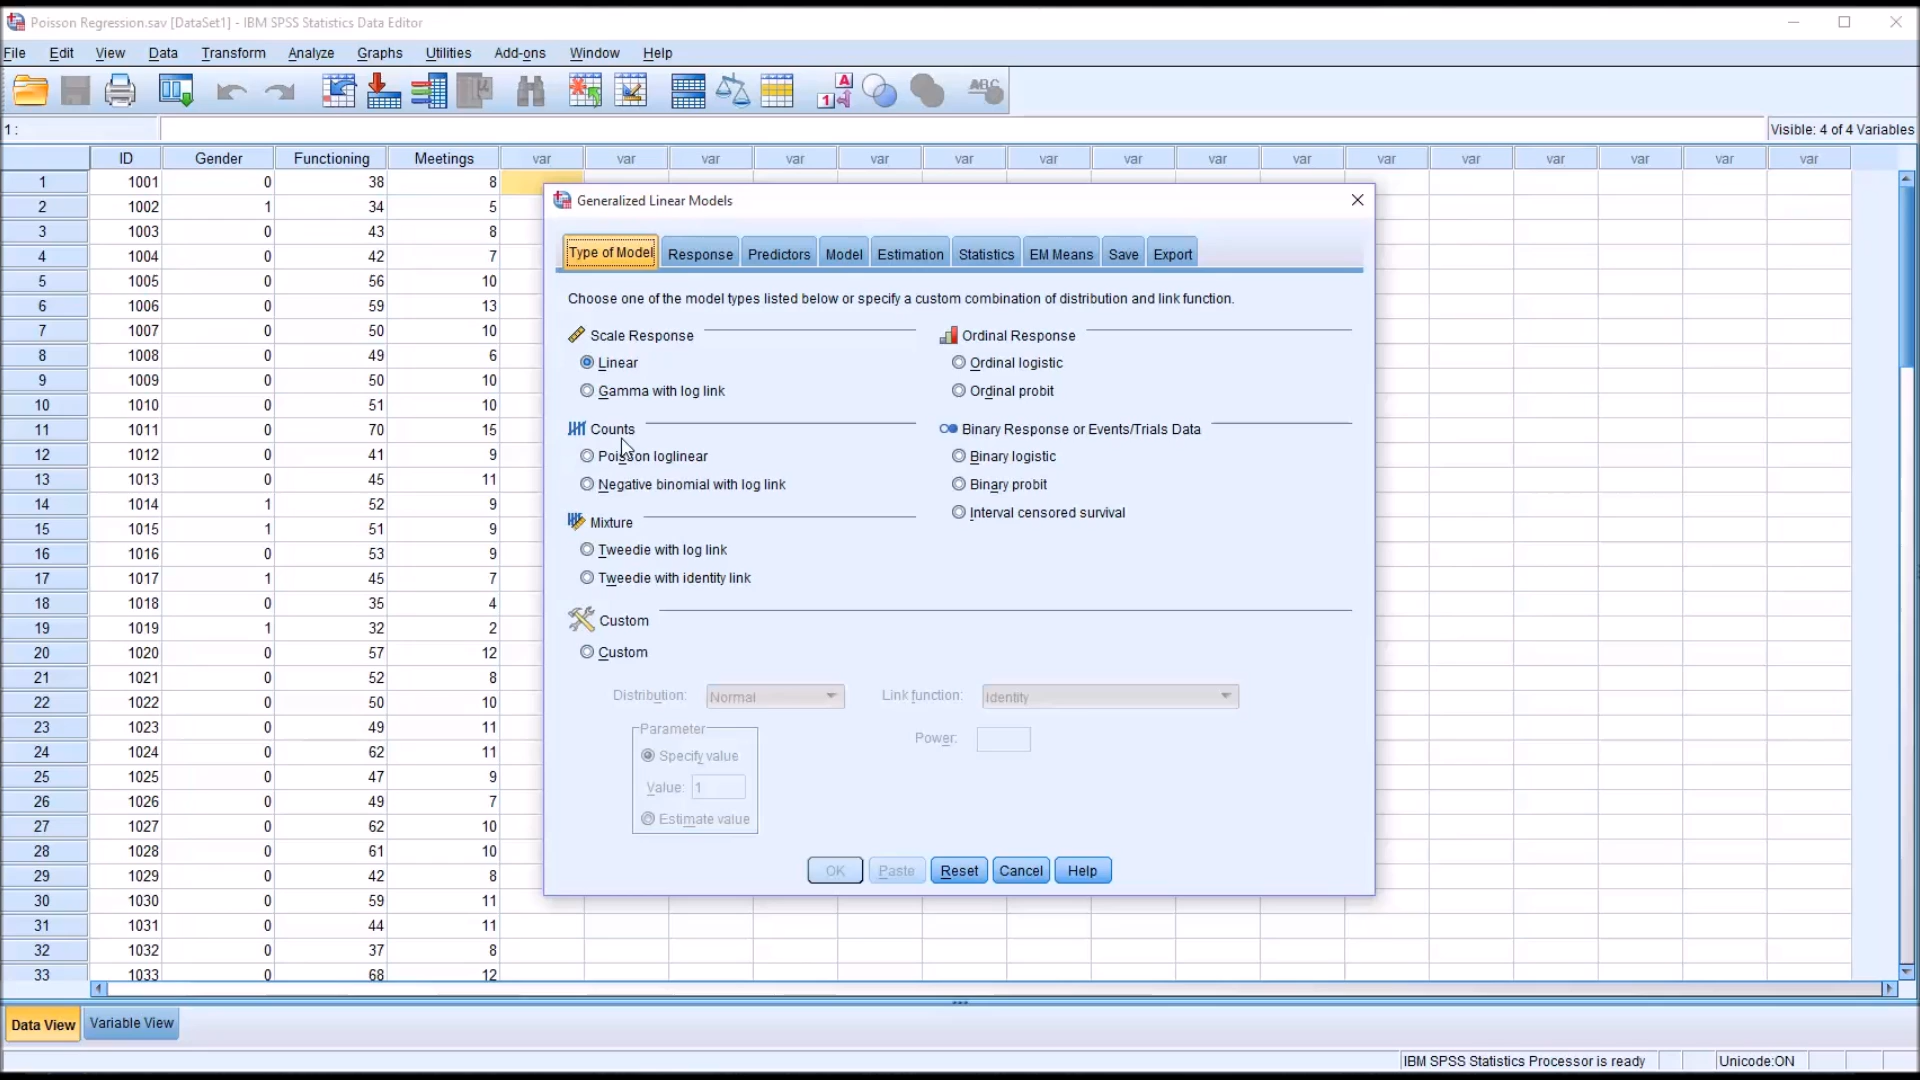 Poisson Regression.sav [DataSet1] - IBM SPSS Statistics Data Editor
File Edit View Data Transform Analyze Graphs Utilities Add-ons Window Help
1 :
Visible: 4 of 4 Variables
ID Gender Functioning Meetings var var var var var var var var var var var var var var var var
1 1001 0 38 8
2 1002 1 34 5
3 1003 0 43 8
4 1004 0 42 7
5 1005 0 56 10
6 1006 0 59 13
7 1007 0 50 10
8 1008 0 49 6
9 1009 0 50 10
10 1010 0 51 10
11 1011 0 70 15
12 1012 0 41 9
13 1013 0 45 11
14 1014 1 52 9
15 1015 1 51 9
16 1016 0 53 9
17 1017 1 45 7
18 1018 0 35 4
19 1019 1 32 2
20 1020 0 57 12
21 1021 0 52 8
22 1022 0 50 10
23 1023 0 49 11
24 1024 0 62 11
25 1025 0 47 9
26 1026 0 49 7
27 1027 0 62 10
28 1028 0 61 10
29 1029 0 42 8
30 1030 0 59 11
31 1031 0 44 11
32 1032 0 37 8
33 1033 0 68 12
Generalized Linear Models
Type of Model Response Predictors Model Estimation Statistics EM Means Save Export
Choose one of the model types listed below or specify a custom combination of distribution and link function.
Scale Response
Linear
Gamma with log link
Counts
Poisson loglinear
Negative binomial with log link
Mixture
Tweedie with log link
Tweedie with identity link
Ordinal Response
Ordinal logistic
Ordinal probit
Binary Response or Events/Trials Data
Binary logistic
Binary probit
Interval censored survival
Custom
Custom
Distribution: Normal Link function: Identity
Parameter
Specify value
Value: 1
Estimate value
Power:
OK Paste Reset Cancel Help
Data View Variable View
IBM SPSS Statistics Processor is ready Unicode:ON